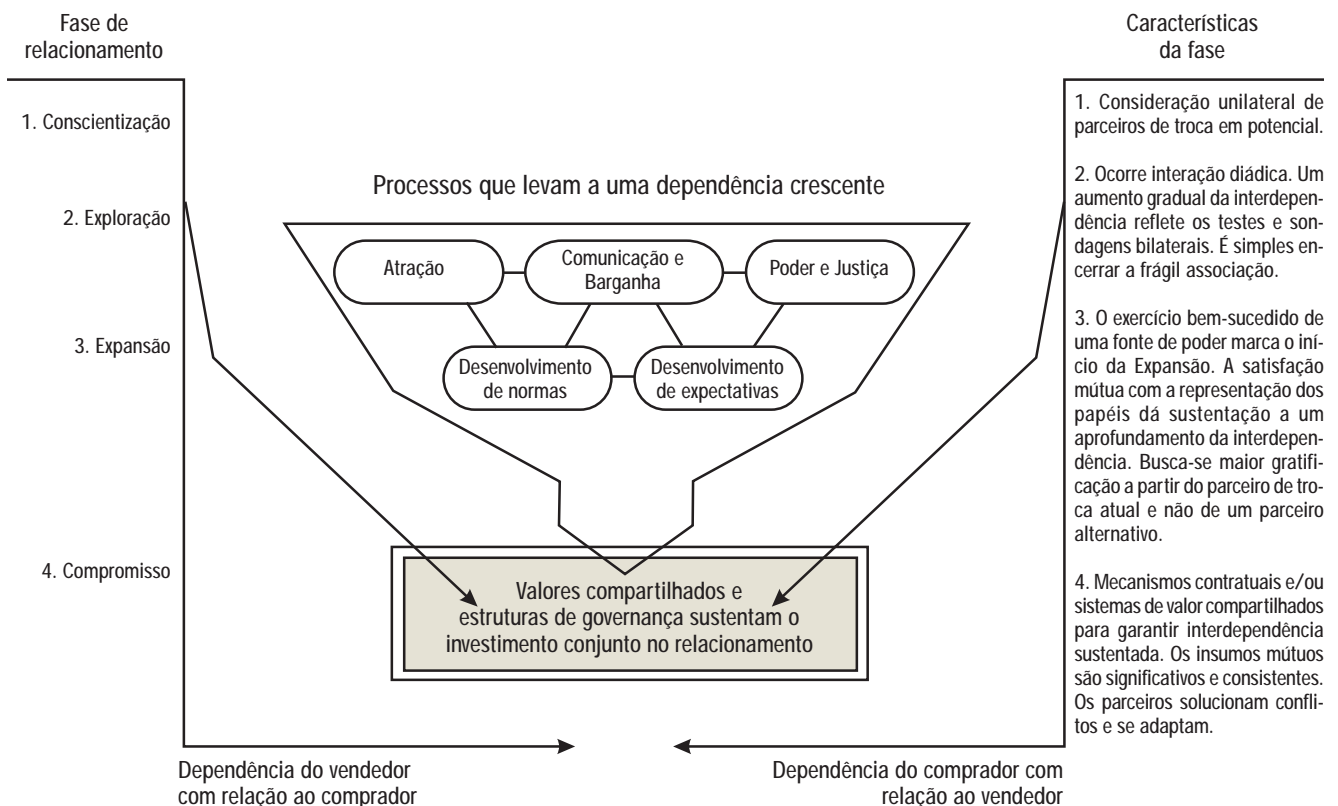 Fase de
relacionamento
1. Conscientização
2. Exploração
3. Expansão
4. Compromisso
Processos que levam a uma dependência crescente
Atração
Comunicação e
Barganha
Poder e Justiça
Desenvolvimento
de normas
Desenvolvimento
de expectativas
Valores compartilhados e
estruturas de governança sustentam o
investimento conjunto no relacionamento
Características
da fase
1. Consideração unilateral de
parceiros de troca em potencial.
2. Ocorre interação diádica. Um
aumento gradual da interdepen-
dência reflete os testes e son-
dagens bilaterais. É simples en-
cerrar a frágil associação.
3. O exercício bem-sucedido de
uma fonte de poder marca o iní-
cio da Expansão. A satisfação
mútua com a representação dos
papéis dá sustentação a um
aprofundamento da interdepen-
dência. Busca-se maior gratifi-
cação a partir do parceiro de tro-
ca atual e não de um parceiro
alternativo.
4. Mecanismos contratuais e/ou
sistemas de valor compartilhados
para garantir interdependência
sustentada. Os insumos mútuos
são significativos e consistentes.
Os parceiros solucionam confli-
tos e se adaptam.
Dependência do vendedor
com relação ao comprador
Dependência do comprador com
relação ao vendedor